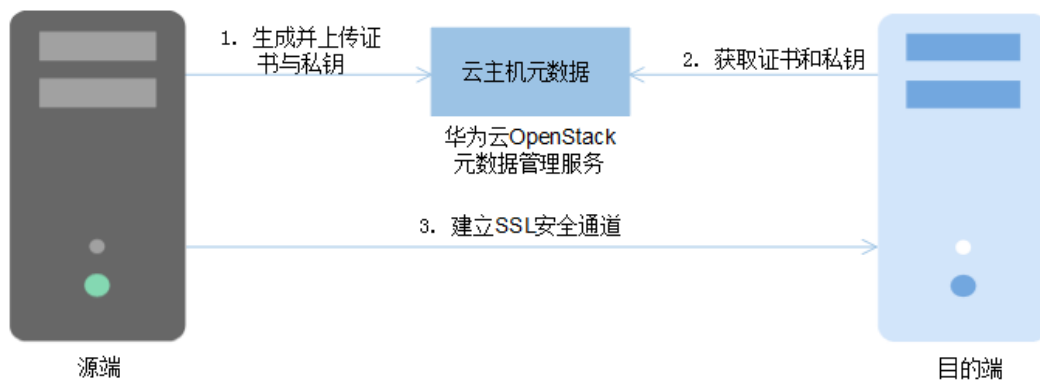 1. 生成并上传证
书与私钥
云主机元数据
2. 获取证书和私钥
华为云OpenStack
元数据管理服务
3. 建立SSL安全通道
源端
目的端